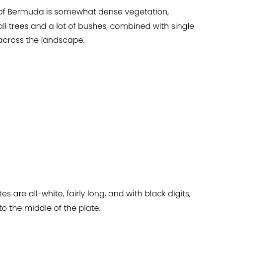 of Bermuda is somewhat dense vegetation,
all trees and a lot of bushes, combined with single
across the landscape.
tes are all-white, fairly long, and with black digits,
to the middle of the plate.